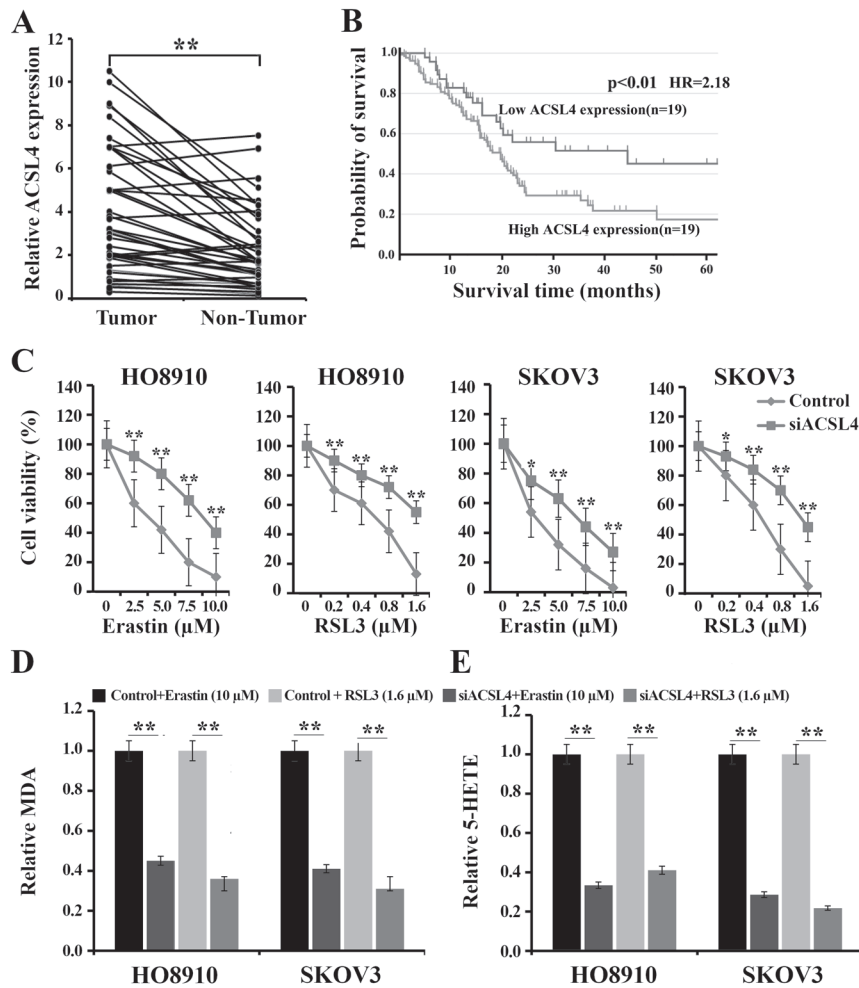 A
**
Relative ACSL4 expression
12
10
8
6
4
2
0
Tumor Non-Tumor
B
Probability of survival
1.0
0.8
0.6
0.4
0.2
0.0
p<0.01 HR=2.18
Low ACSL4 expression(n=19)
High ACSL4 expression(n=19)
10 20 30 40 50 60
Survival time (months)
C
Cell viability (%)
HO8910
140
120
100
80
60
40
20
0
** ** ** **
0 2.5 5.0 7.5 10.0
Erastin (µM)
HO8910
140
120
100
80
60
40
20
0
** ** ** **
0 0.2 0.4 0.8 1.6
RSL3 (µM)
SKOV3
140
120
100
80
60
40
20
0
* ** ** **
0 2.5 5.0 7.5 10.0
Erastin (µM)
SKOV3
140
120
100
80
60
40
20
0
Control
siACSL4
* ** ** **
0 0.2 0.4 0.8 1.6
RSL3 (µM)
D
E
Control+Erastin (10 µM) Control + RSL3 (1.6 µM) siACSL4+Erastin (10 µM) siACSL4+RSL3 (1.6 µM)
Relative MDA
1.2
1.0
0.8
0.6
0.4
0.2
0.0
** ** ** **
HO8910 SKOV3
Relative 5-HETE
1.2
1.0
0.8
0.6
0.4
0.2
0.0
** ** ** **
HO8910 SKOV3